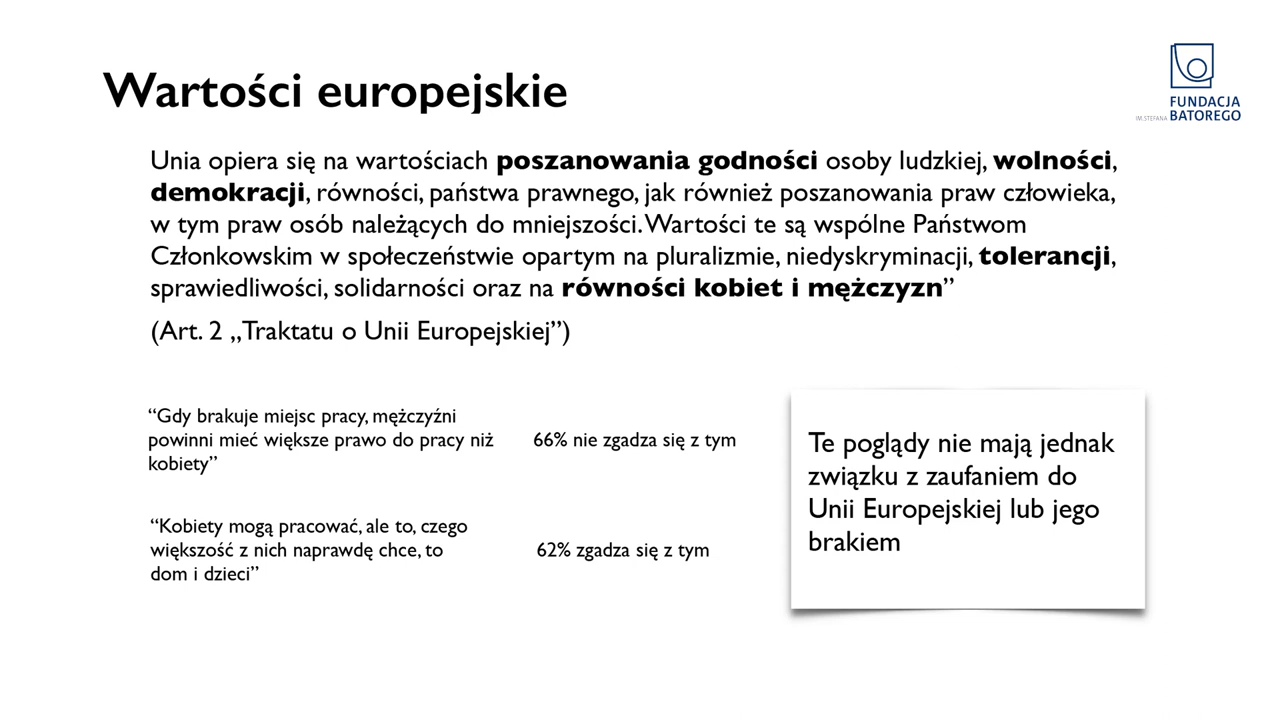 Wartości europejskie
FUNDACJA
IM. STEFANA BATOREGO
Unia opiera się na wartościach poszanowania godności osoby ludzkiej, wolności,
demokracji, równości, państwa prawnego, jak również poszanowania praw człowieka,
w tym praw osób należących do mniejszości. Wartości te są wspólne Państwom
Członkowskim w społeczeństwie opartym na pluralizmie, niedyskryminacji, tolerancji,
sprawiedliwości, solidarności oraz na równości kobiet i mężczyzn”
(Art. 2 „Traktatu o Unii Europejskiej”)
“Gdy brakuje miejsc pracy, mężczyźni
powinni mieć większe prawo do pracy niż
kobiety”
66% nie zgadza się z tym
“Kobiety mogą pracować, ale to, czego
większość z nich naprawdę chce, to
dom i dzieci”
62% zgadza się z tym
Te poglądy nie mają jednak
związku z zaufaniem do
Unii Europejskiej lub jego
brakiem